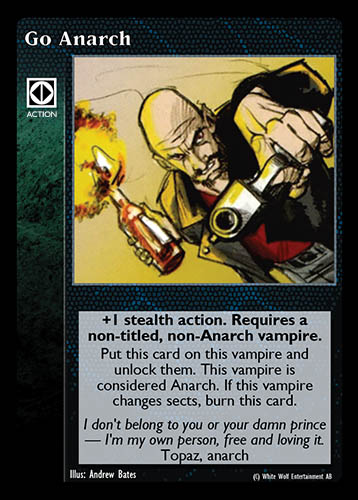 Go Anarch
ACTION
+1 stealth action. Requires a
non-titled, non-Anarch vampire.
Put this card on this vampire and
unlock them. This vampire is
considered Anarch. If this vampire
changes sects, burn this card.
I don't belong to you or your damn prince
— I'm my own person, free and loving it.
Topaz, anarch
Illus: Andrew Bates
(C) White Wolf Entertainment AB